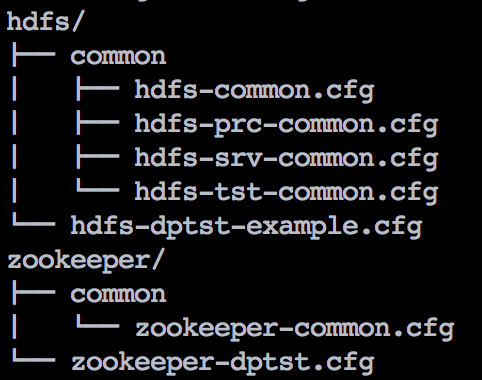 hdfs/
├── common
│   ├── hdfs-common.cfg
│   ├── hdfs-prc-common.cfg
│   ├── hdfs-srv-common.cfg
│   └── hdfs-tst-common.cfg
└── hdfs-dptst-example.cfg
zookeeper/
├── common
│   └── zookeeper-common.cfg
└── zookeeper-dptst.cfg